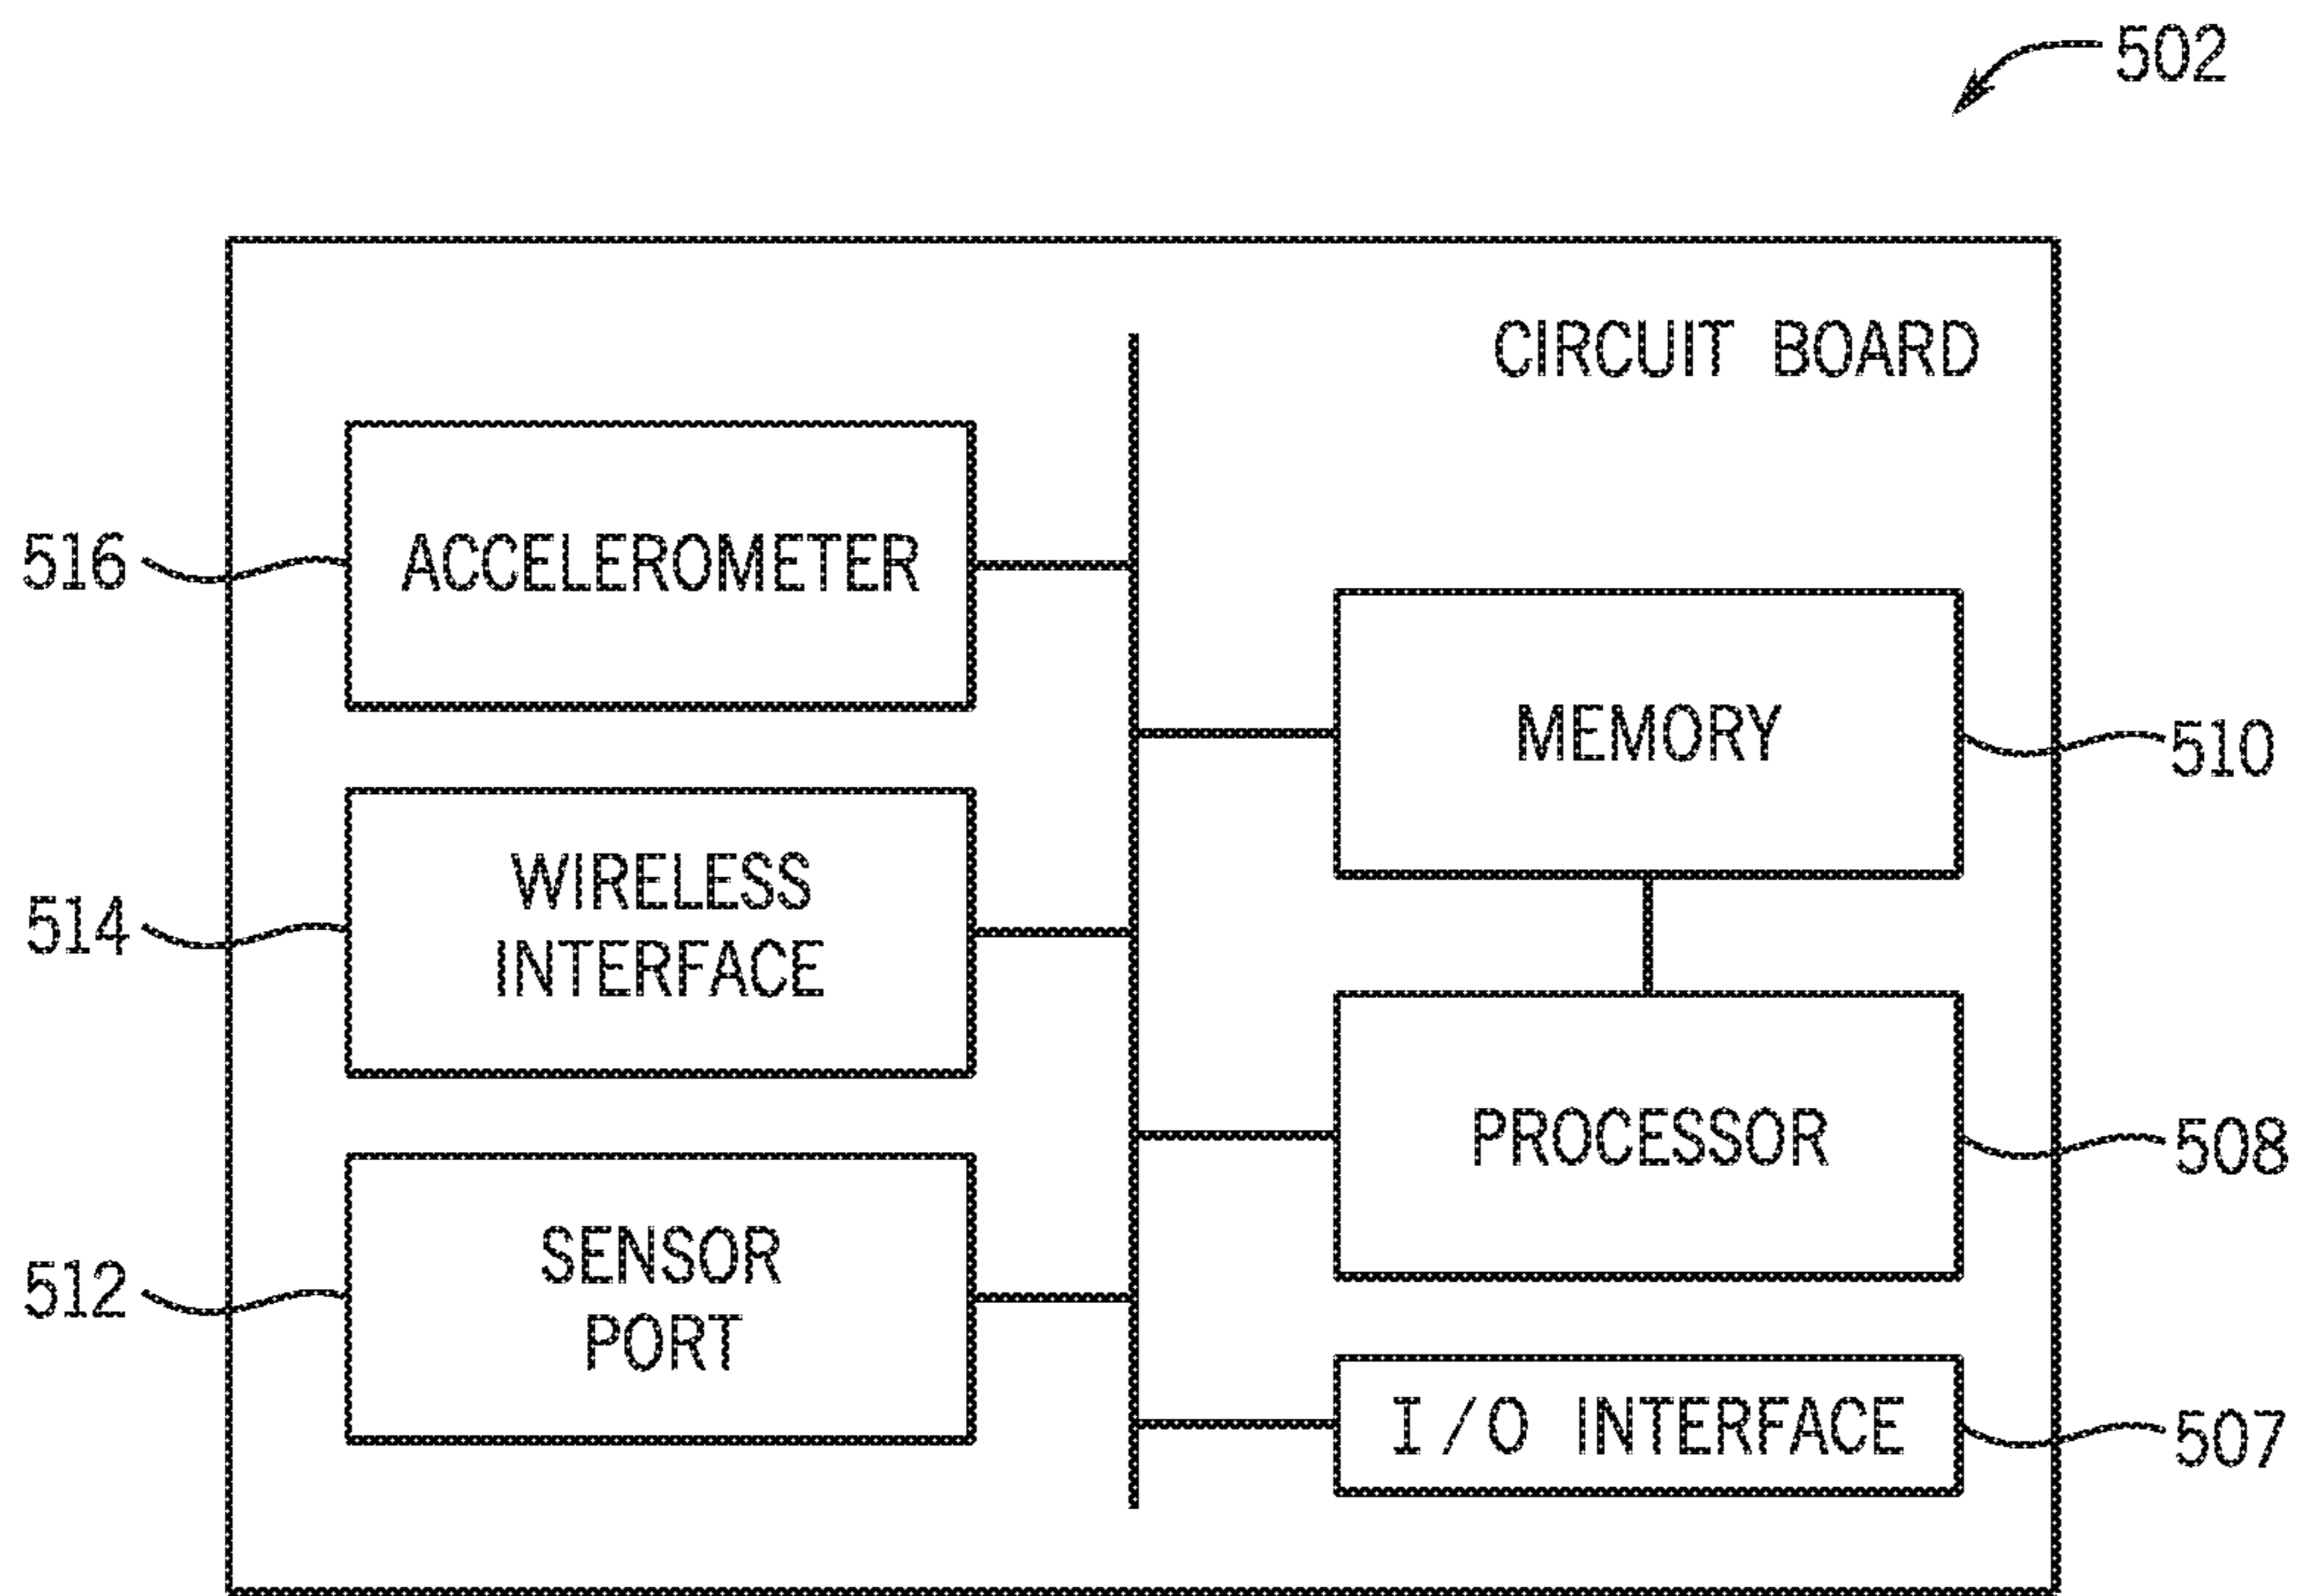 502
CIRCUIT BOARD
516
ACCELEROMETER
MEMORY
510
514
WIRELESS
INTERFACE
PROCESSOR
508
512
SENSOR
PORT
I/O INTERFACE
507